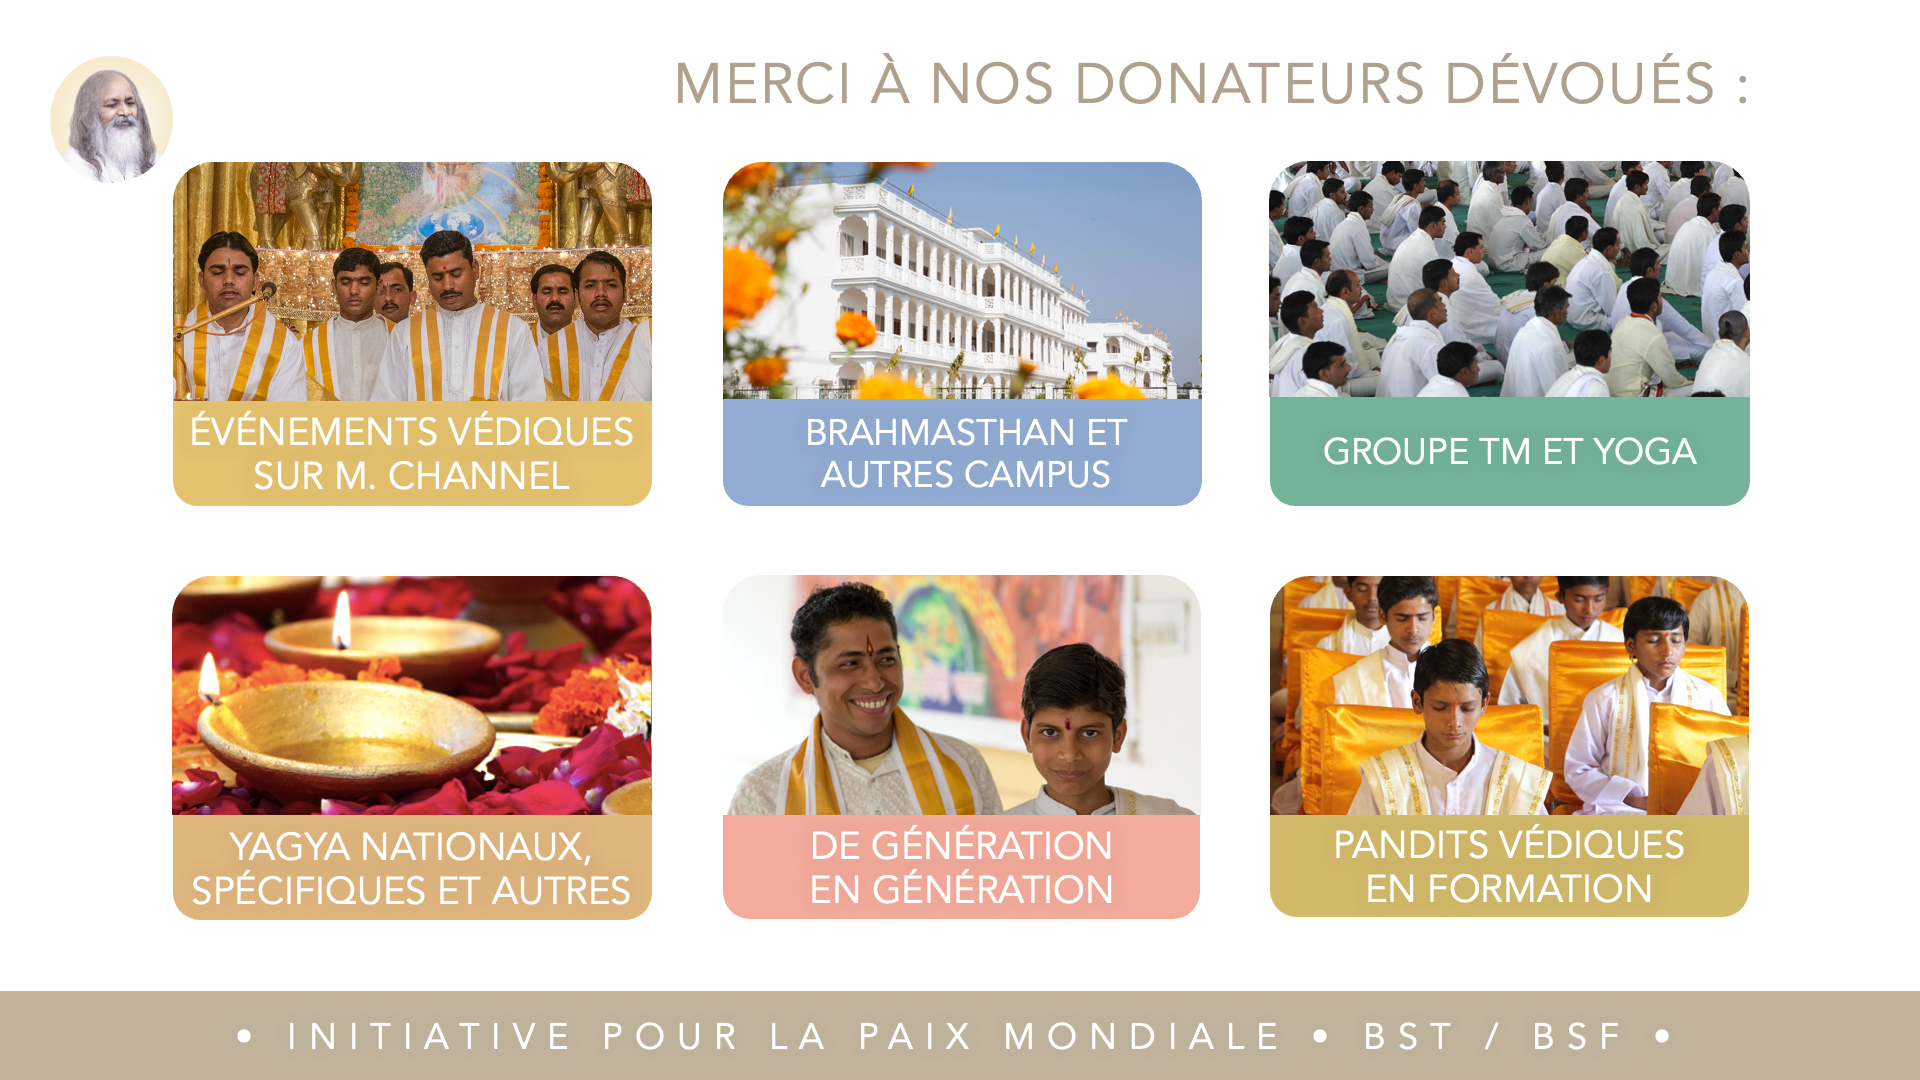 MERCI À NOS DONATEURS DÉVOUÉS :
ÉVÉNEMENTS VÉDIQUES
SUR M. CHANNEL
BRAHMASTHAN ET
AUTRES CAMPUS
GROUPE TM ET YOGA
YAGYA NATIONAUX,
SPÉCIFIQUES ET AUTRES
DE GÉNÉRATION
EN GÉNÉRATION
PANDITS VÉDIQUES
EN FORMATION
• INITIATIVE POUR LA PAIX MONDIALE • BST / BSF •